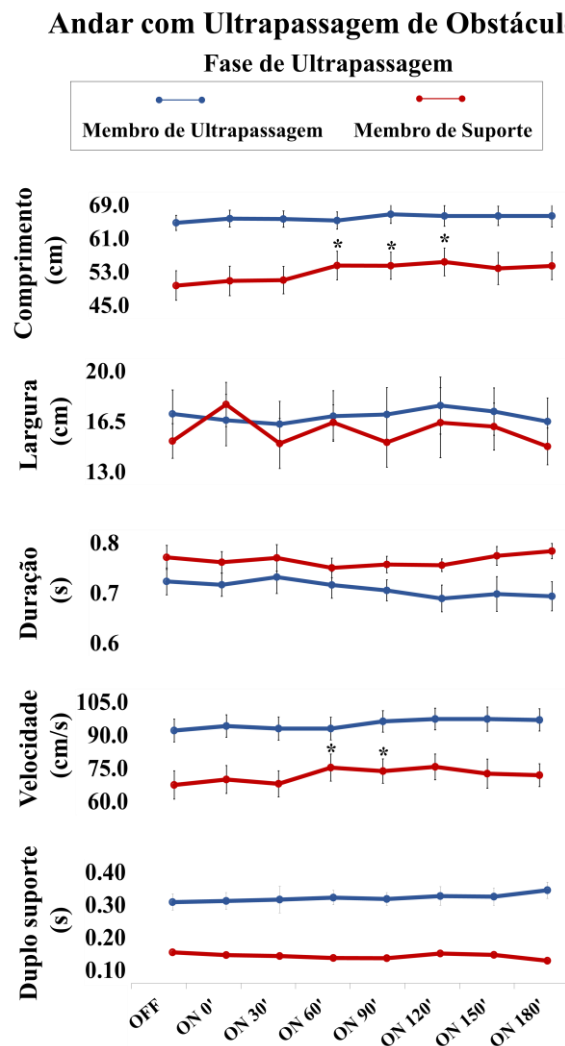 Andar com Ultrapassagem de Obstácul
Fase de Ultrapassagem
Membro de Ultrapassagem
Membro de Suporte
Comprimento
(cm)
69.0
61.0
53.0
45.0
* * *
Largura
(cm)
20.0
16.5
13.0
Duração
(s)
0.8
0.7
0.6
Velocidade
(cm/s)
105.0
90.0
75.0
60.0
* *
Duplo suporte
(s)
0.40
0.30
0.20
0.10
OFF
ON 0'
ON 30'
ON 60'
ON 90'
ON 120'
ON 150'
ON 180'